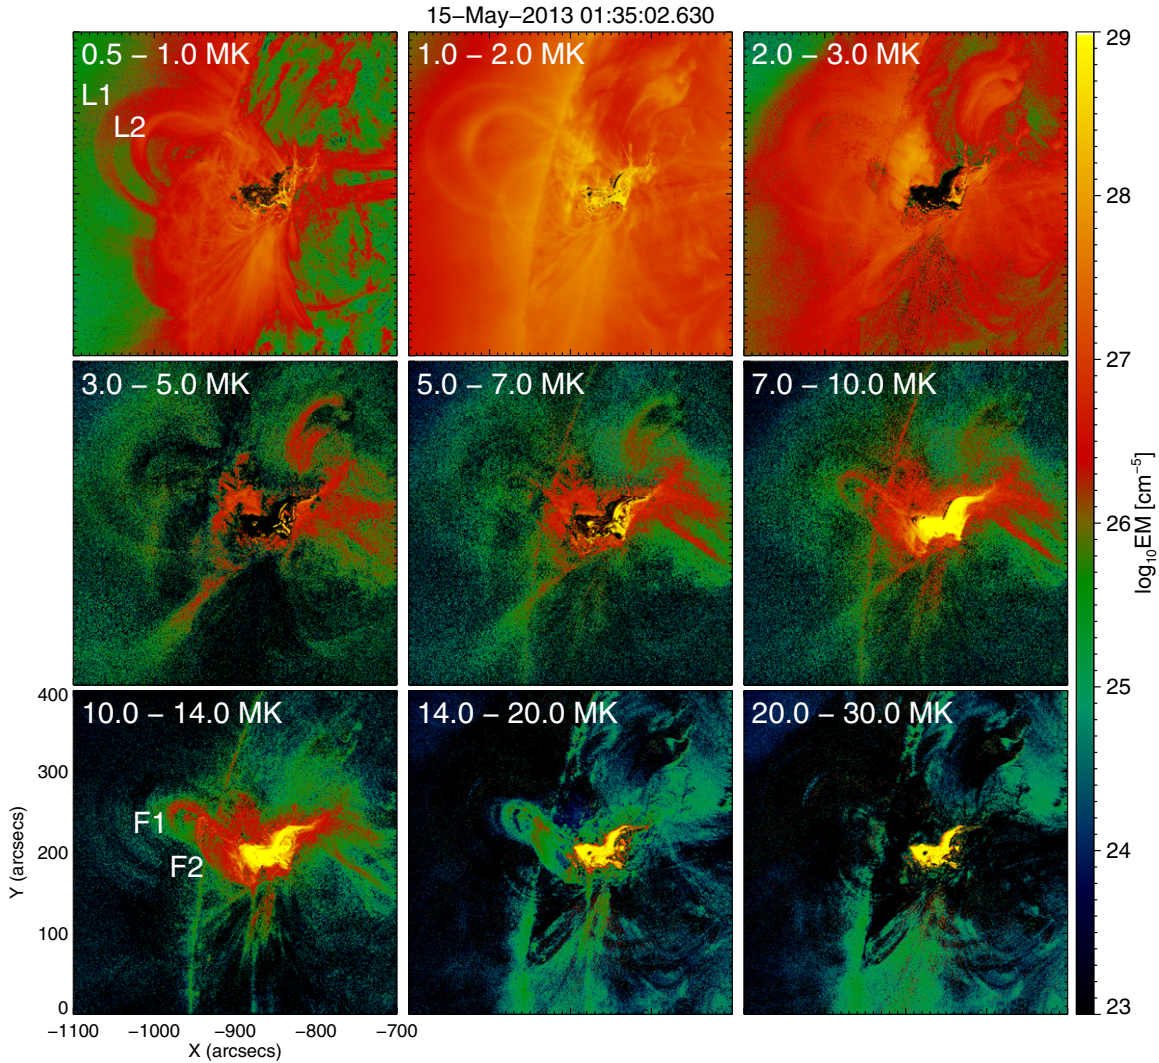 15−May−2013 01:35:02.630
0.5 − 1.0 MK
1.0 − 2.0 MK
2.0 − 3.0 MK
29
L1
L2
28
27
3.0 − 5.0 MK
5.0 − 7.0 MK
7.0 − 10.0 MK
log₁₀EM [cm⁻⁵]
26
25
24
23
10.0 − 14.0 MK
14.0 − 20.0 MK
20.0 − 30.0 MK
F1
F2
400
300
200
100
0
Y (arcsecs)
−1100 −1000 −900 −800 −700
X (arcsecs)